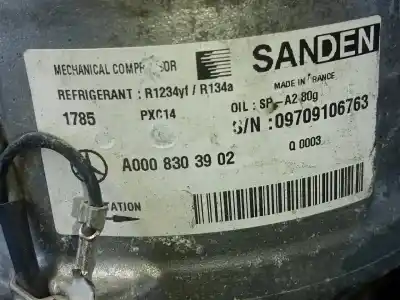 SANDEN
MECHANICAL COMPRESSOR
MADE IN FRANCE
REFRIGERANT : R1234yf / R134a
OIL : SP-A2 80g
1785 PXC14
S/N : 09709106763
Q 0003
A000 830 39 02